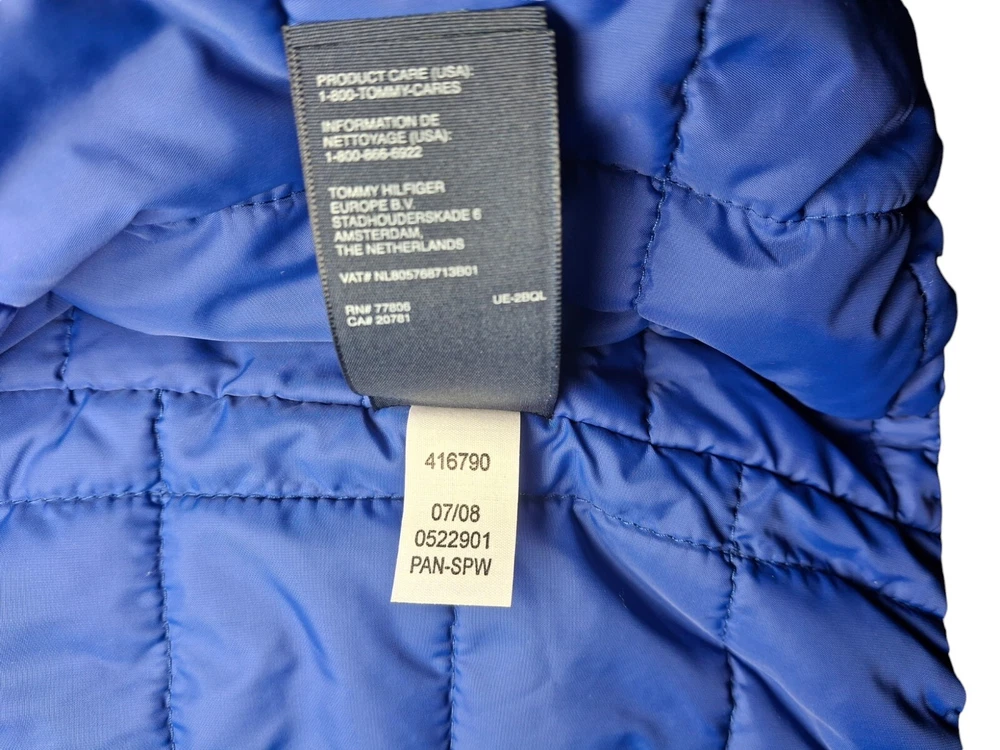 PRODUCT CARE (USA):
1-800-TOMMY-CARES
INFORMATION DE
NETTOYAGE (USA):
1-800-866-6922
TOMMY HILFIGER
EUROPE B.V.
STADHOUDERSKADE 6
AMSTERDAM,
THE NETHERLANDS
VAT# NL805768713B01
RN# 77806
CA# 20781
UE-2BQL
416790
07/08
0522901
PAN-SPW